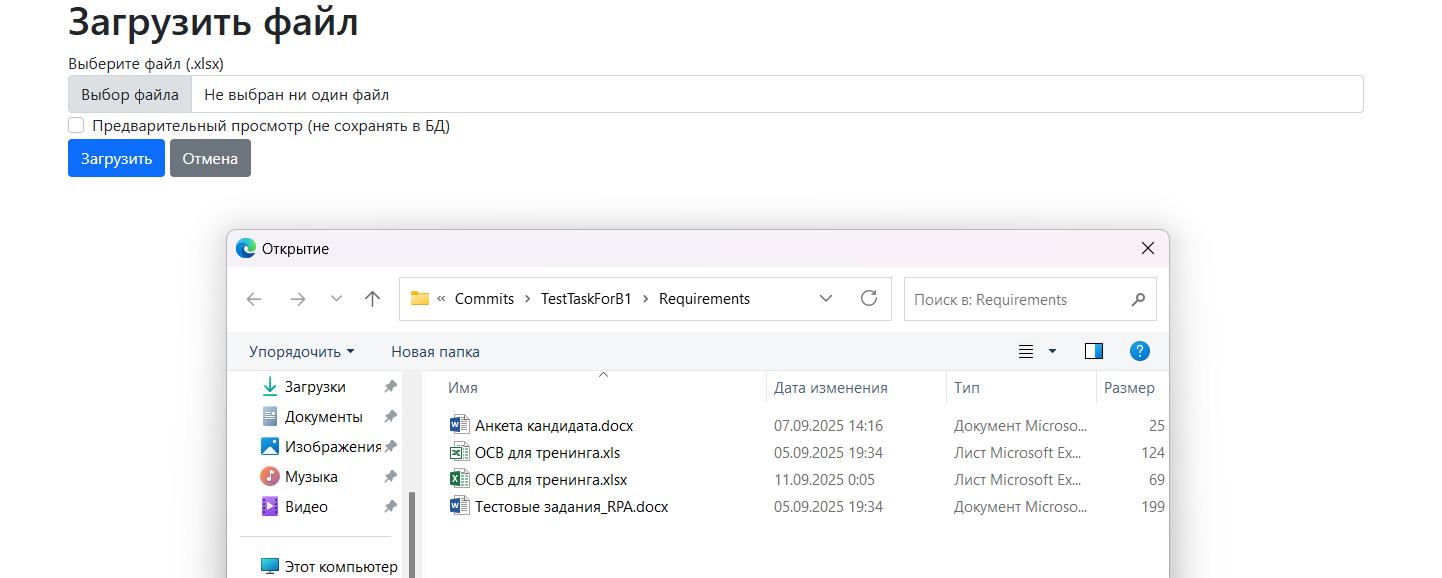 Загрузить файл
Выберите файл (.xlsx)
Выбор файла Не выбран ни один файл
Предварительный просмотр (не сохранять в БД)
Загрузить Отмена
Открытие
« Commits › TestTaskForB1 › Requirements Поиск в: Requirements
Упорядочить Новая папка
Загрузки
Документы
Изображения
Музыка
Видео
Этот компьютер
Имя Дата изменения Тип Размер
Анкета кандидата.docx 07.09.2025 14:16 Документ Microso... 25
ОСВ для тренинга.xls 05.09.2025 19:34 Лист Microsoft Ex... 124
ОСВ для тренинга.xlsx 11.09.2025 0:05 Лист Microsoft Ex... 69
Тестовые задания_RPA.docx 05.09.2025 19:34 Документ Microso... 199